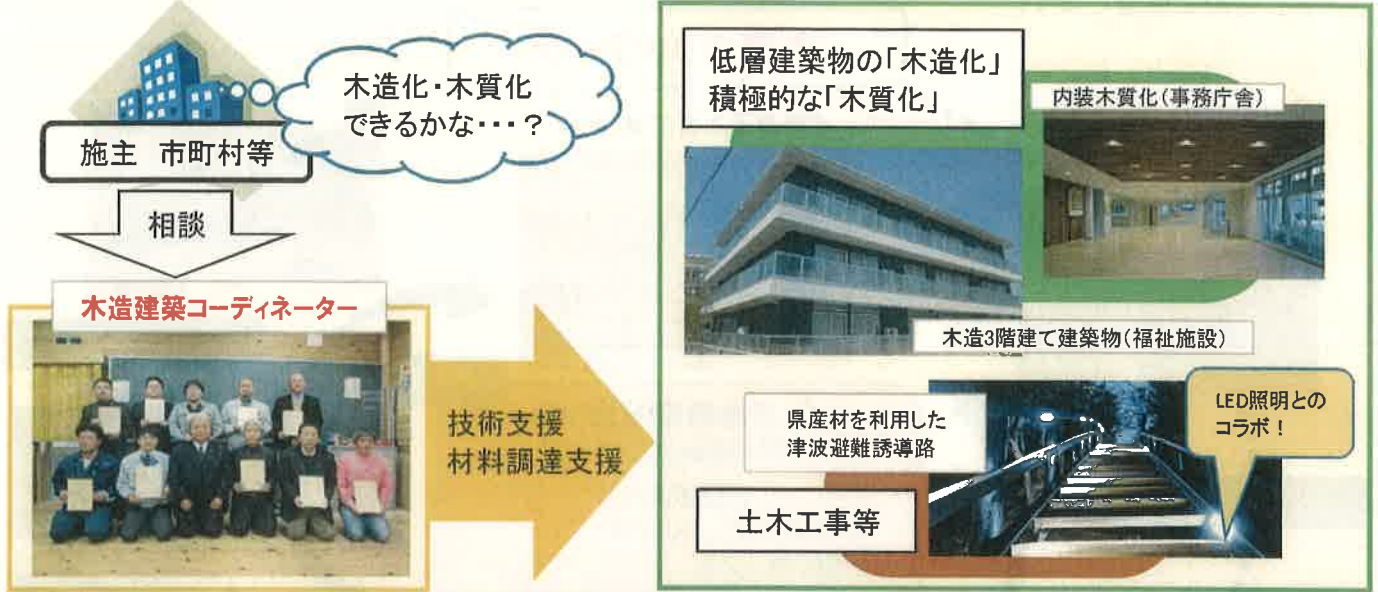 木造化・木質化
できるかな・・・？
施主 市町村等
相談
木造建築コーディネーター
技術支援
材料調達支援
低層建築物の「木造化」
積極的な「木質化」
内装木質化（事務庁舎）
木造3階建て建築物（福祉施設）
県産材を利用した
津波避難誘導路
LED照明との
コラボ！
土木工事等